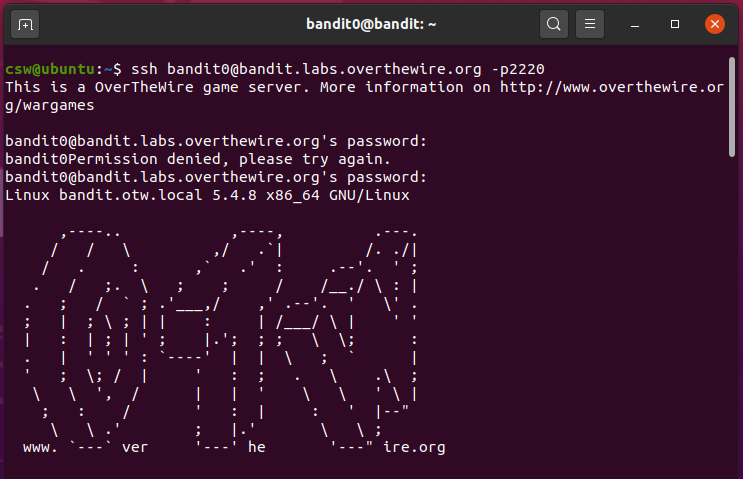 bandit0@bandit: ~
csw@ubuntu:~$ ssh bandit0@bandit.labs.overthewire.org -p2220
This is a OverTheWire game server. More information on http://www.overthewire.or
g/wargames
bandit0@bandit.labs.overthewire.org's password:
bandit0Permission denied, please try again.
bandit0@bandit.labs.overthewire.org's password:
Linux bandit.otw.local 5.4.8 x86_64 GNU/Linux
www. `---` ver '---' he '---" ire.org